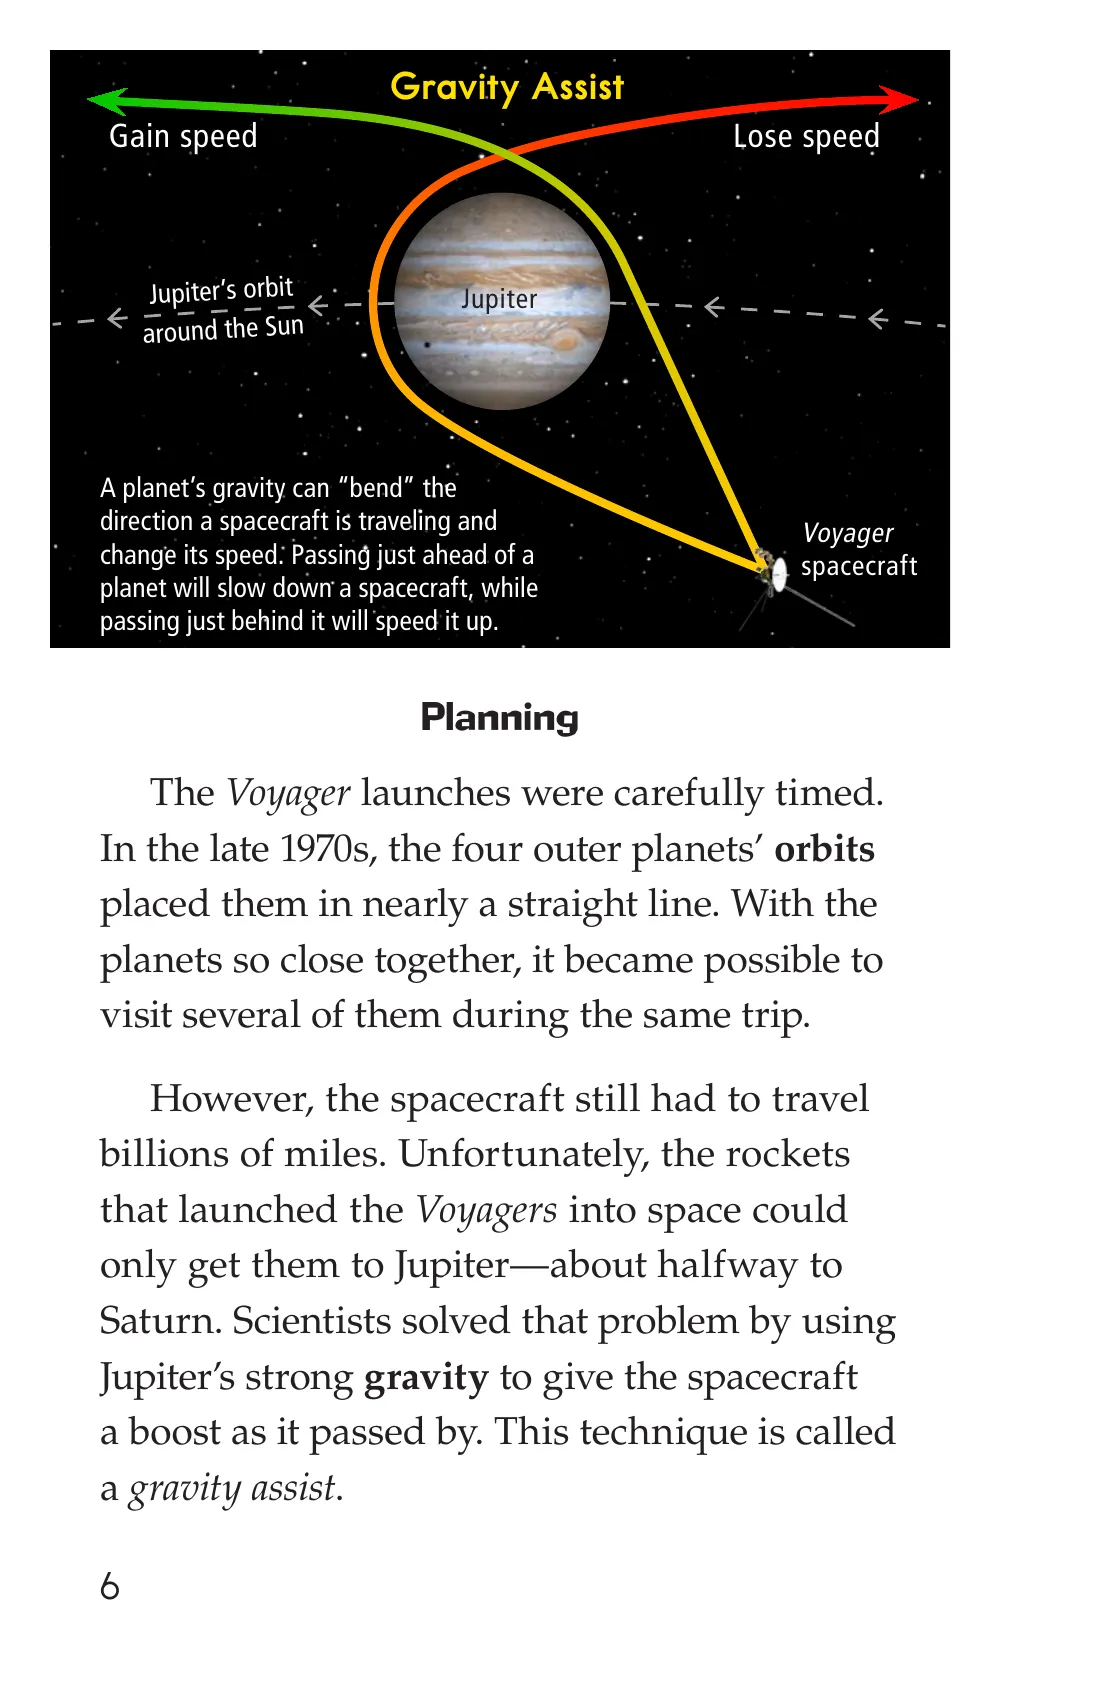 Gravity Assist
Gain speed
Lose speed
Jupiter's orbit
around the Sun
Jupiter
A planet's gravity can “bend” the
direction a spacecraft is traveling and
change its speed. Passing just ahead of a
planet will slow down a spacecraft, while
passing just behind it will speed it up.
Voyager
spacecraft
Planning
The Voyager launches were carefully timed.
In the late 1970s, the four outer planets’ orbits
placed them in nearly a straight line. With the
planets so close together, it became possible to
visit several of them during the same trip.
However, the spacecraft still had to travel
billions of miles. Unfortunately, the rockets
that launched the Voyagers into space could
only get them to Jupiter—about halfway to
Saturn. Scientists solved that problem by using
Jupiter’s strong gravity to give the spacecraft
a boost as it passed by. This technique is called
a gravity assist.
6